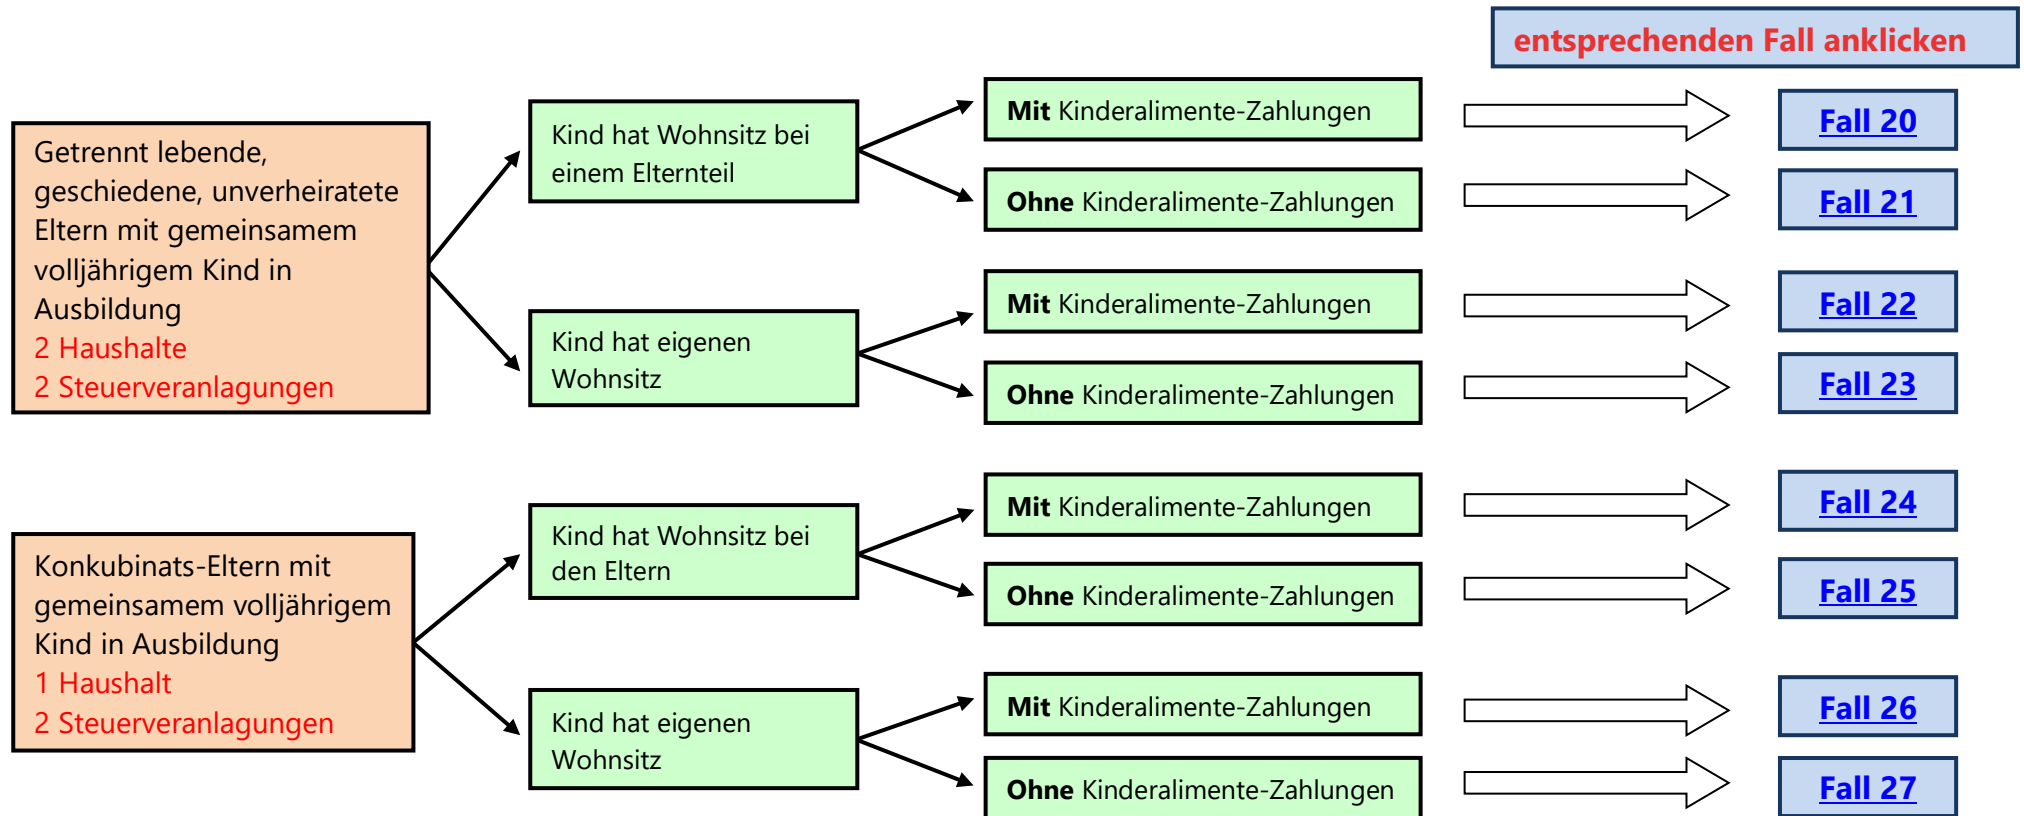 entsprechenden Fall anklicken
Getrennt lebende,
geschiedene, unverheiratete
Eltern mit gemeinsamem
volljährigem Kind in
Ausbildung
2 Haushalte
2 Steuerveranlagungen
Kind hat Wohnsitz bei
einem Elternteil
Mit Kinderalimente-Zahlungen
Fall 20
Ohne Kinderalimente-Zahlungen
Fall 21
Kind hat eigenen
Wohnsitz
Mit Kinderalimente-Zahlungen
Fall 22
Ohne Kinderalimente-Zahlungen
Fall 23
Konkubinats-Eltern mit
gemeinsamem volljährigem
Kind in Ausbildung
1 Haushalt
2 Steuerveranlagungen
Kind hat Wohnsitz bei
den Eltern
Mit Kinderalimente-Zahlungen
Fall 24
Ohne Kinderalimente-Zahlungen
Fall 25
Kind hat eigenen
Wohnsitz
Mit Kinderalimente-Zahlungen
Fall 26
Ohne Kinderalimente-Zahlungen
Fall 27